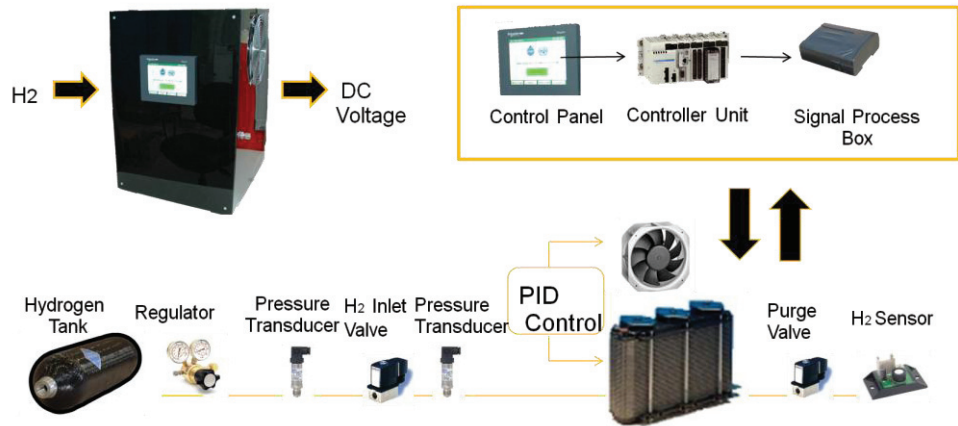 H2
DC
Voltage
Control Panel
Controller Unit
Signal Process
Box
Hydrogen
Tank
Regulator
Pressure
Transducer
H2 Inlet
Valve
Pressure
Transducer
PID
Control
Purge
Valve
H2 Sensor